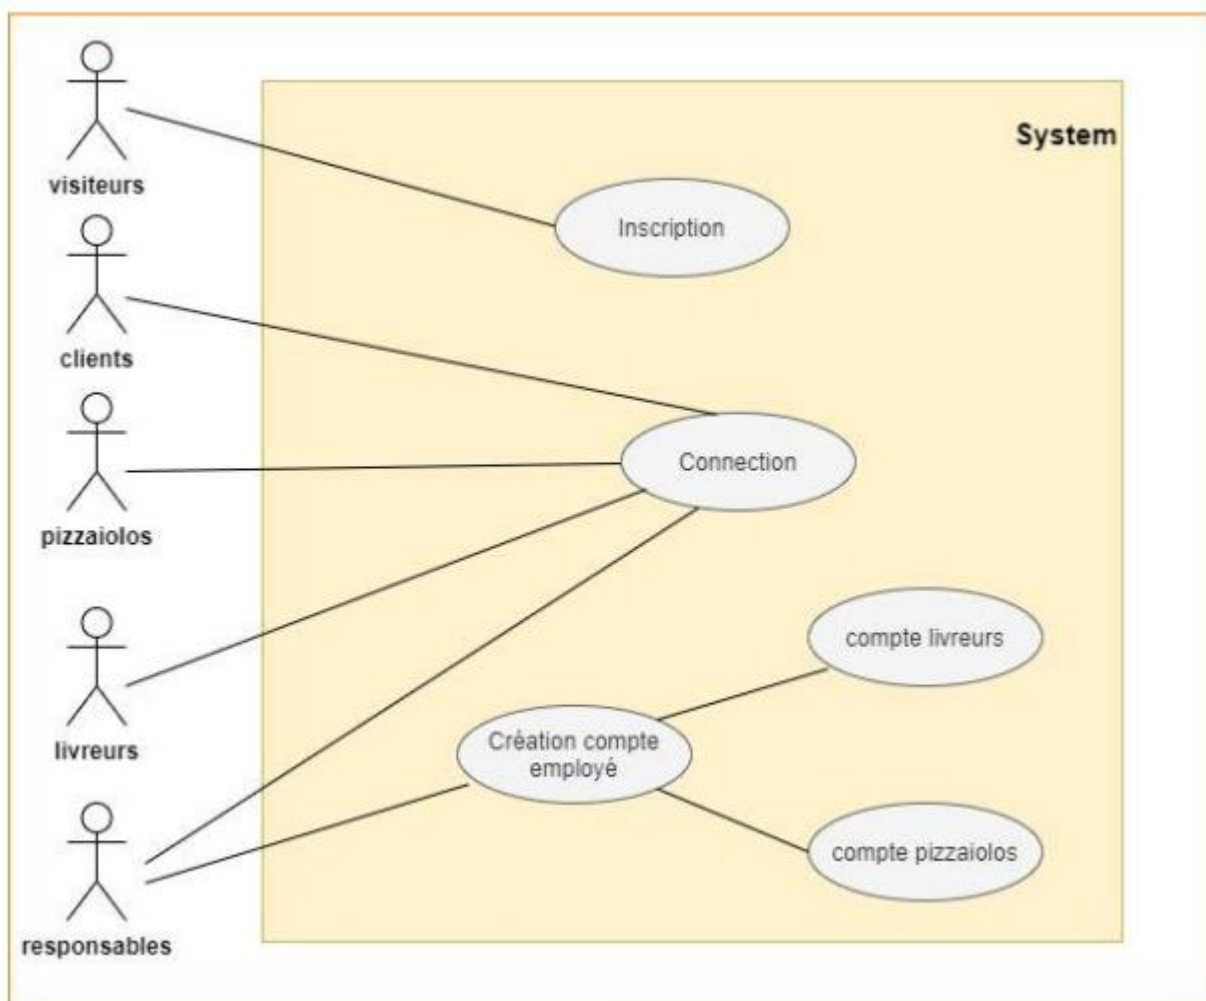 System
visiteurs
Inscription
clients
Connection
pizzaiolos
compte livreurs
livreurs
Création compte
employé
compte pizzaiolos
responsables